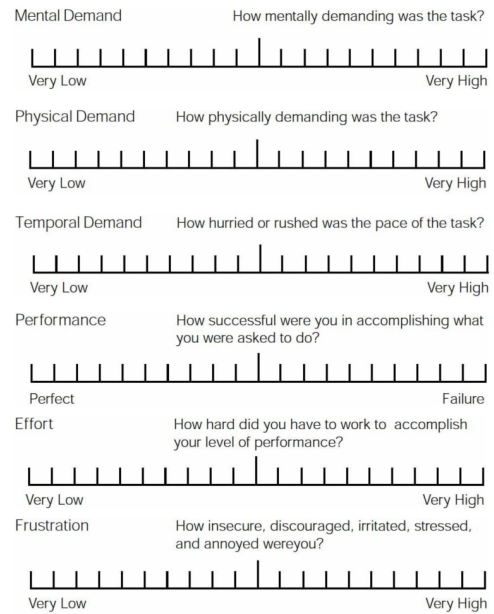 Mental Demand How mentally demanding was the task?
Very Low Very High
Physical Demand How physically demanding was the task?
Very Low Very High
Temporal Demand How hurried or rushed was the pace of the task?
Very Low Very High
Performance How successful were you in accomplishing what
you were asked to do?
Perfect Failure
Effort How hard did you have to work to accomplish
your level of performance?
Very Low Very High
Frustration How insecure, discouraged, irritated, stressed,
and annoyed wereyou?
Very Low Very High